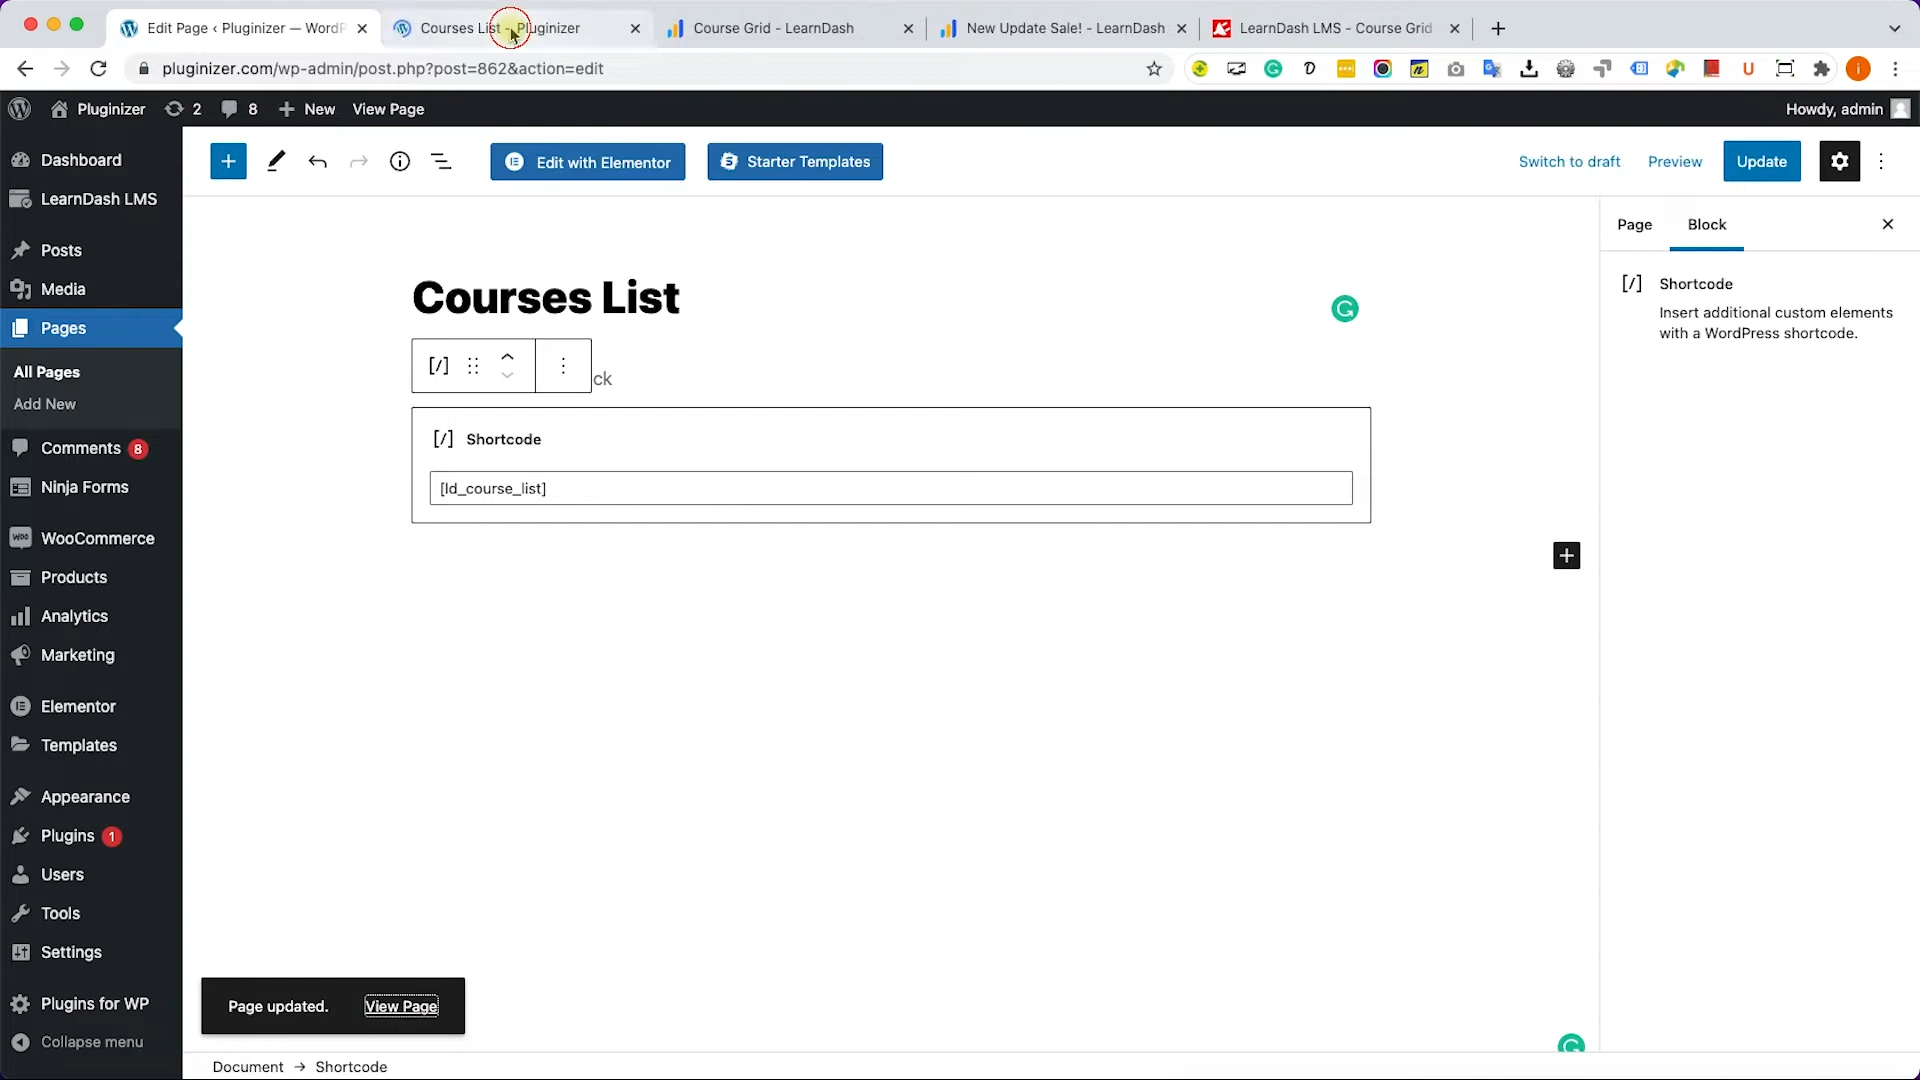 Edit Page ‹ Pluginizer — WordP
Courses List - Pluginizer
Course Grid - LearnDash
New Update Sale! - LearnDash
LearnDash LMS - Course Grid
pluginizer.com/wp-admin/post.php?post=862&action=edit
Pluginizer 2 8 New View Page
Howdy, admin
Dashboard
LearnDash LMS
Posts
Media
Pages
All Pages
Add New
Comments 8
Ninja Forms
WooCommerce
Products
Analytics
Marketing
Elementor
Templates
Appearance
Plugins 1
Users
Tools
Settings
Plugins for WP
Collapse menu
Edit with Elementor
Starter Templates
Switch to draft
Preview
Update
Courses List
[/]
ck
[/] Shortcode
[ld_course_list]
Page
Block
[/] Shortcode
Insert additional custom elements
with a WordPress shortcode.
Page updated.
View Page
Document → Shortcode